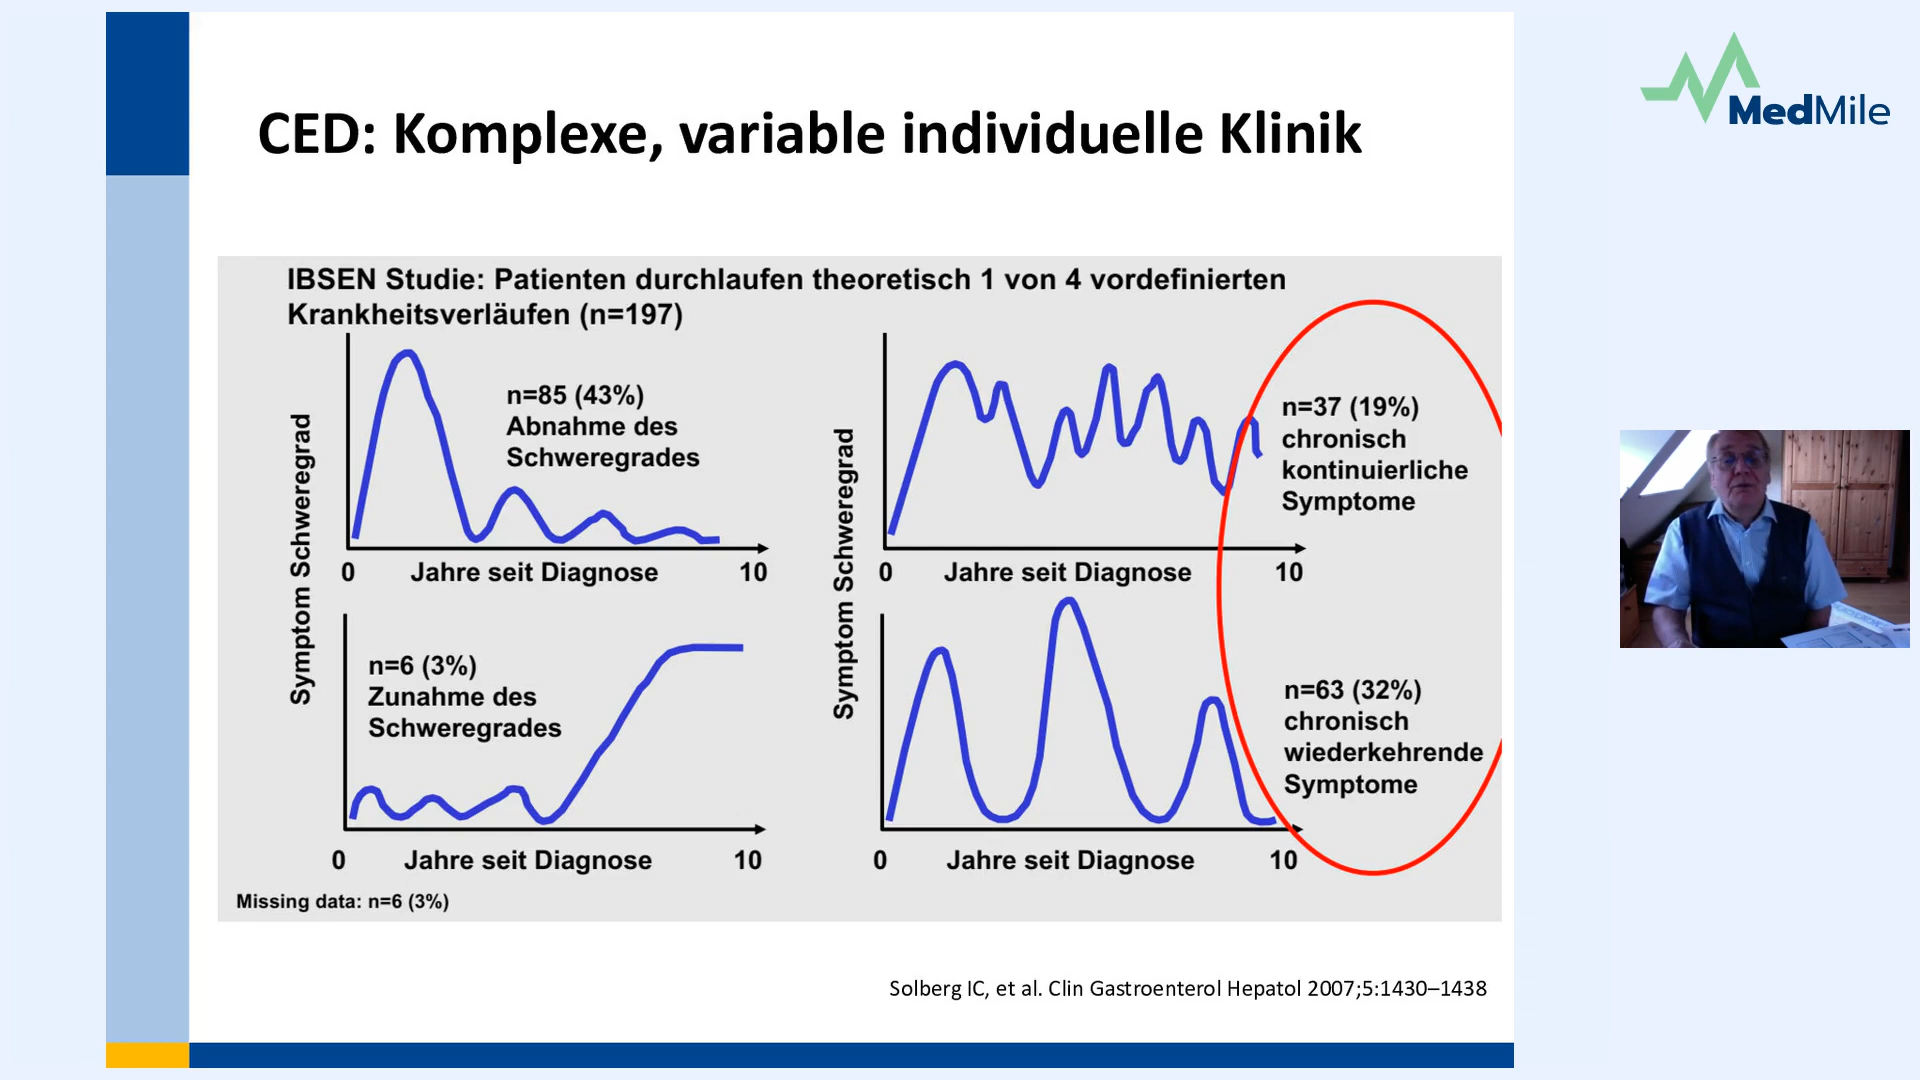 CED: Komplexe, variable individuelle Klinik
MedMile
IBSEN Studie: Patienten durchlaufen theoretisch 1 von 4 vordefinierten
Krankheitsverläufen (n=197)
Symptom Schweregrad
n=85 (43%)
Abnahme des
Schweregrades
0 Jahre seit Diagnose 10
n=6 (3%)
Zunahme des
Schweregrades
0 Jahre seit Diagnose 10
Symptom Schweregrad
n=37 (19%)
chronisch
kontinuierliche
Symptome
0 Jahre seit Diagnose 10
n=63 (32%)
chronisch
wiederkehrende
Symptome
0 Jahre seit Diagnose 10
Missing data: n=6 (3%)
Solberg IC, et al. Clin Gastroenterol Hepatol 2007;5:1430–1438